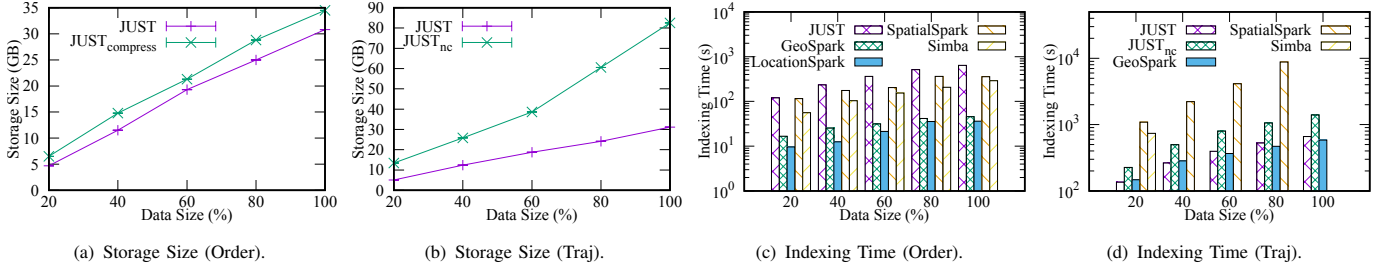 Storage Size (GB)
35
30
25
20
15
10
5
0
20 40 60 80 100
Data Size (%)
JUST
JUSTcompress
(a) Storage Size (Order).
Storage Size (GB)
90
80
70
60
50
40
30
20
10
0
20 40 60 80 100
Data Size (%)
JUST
JUSTnc
(b) Storage Size (Traj).
Indexing Time (s)
10^4
10^3
10^2
10^1
10^0
20 40 60 80 100
Data Size (%)
JUST
GeoSpark
LocationSpark
SpatialSpark
Simba
(c) Indexing Time (Order).
Indexing Time (s)
10^4
10^3
10^2
20 40 60 80 100
Data Size (%)
JUST
JUSTnc
GeoSpark
SpatialSpark
Simba
(d) Indexing Time (Traj).